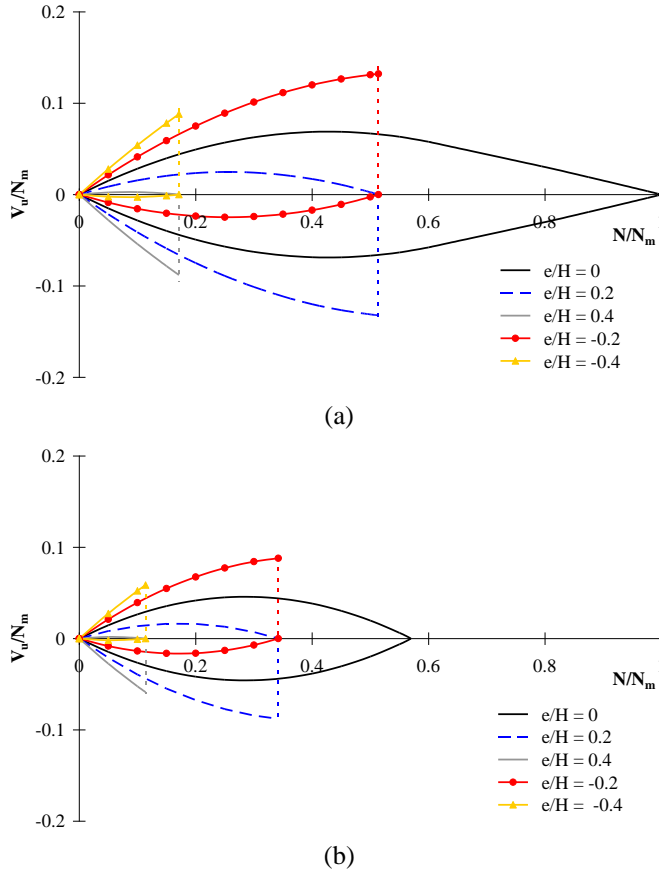 0.2
0.1
0
-0.1
-0.2
Vu/Nm
0 0.2 0.4 0.6 0.8 1
N/Nm
e/H = 0
e/H = 0.2
e/H = 0.4
e/H = -0.2
e/H = -0.4
(a)
0.2
0.1
0
-0.1
-0.2
Vu/Nm
0 0.2 0.4 0.6 0.8 1
N/Nm
e/H = 0
e/H = 0.2
e/H = 0.4
e/H = -0.2
e/H = -0.4
(b)